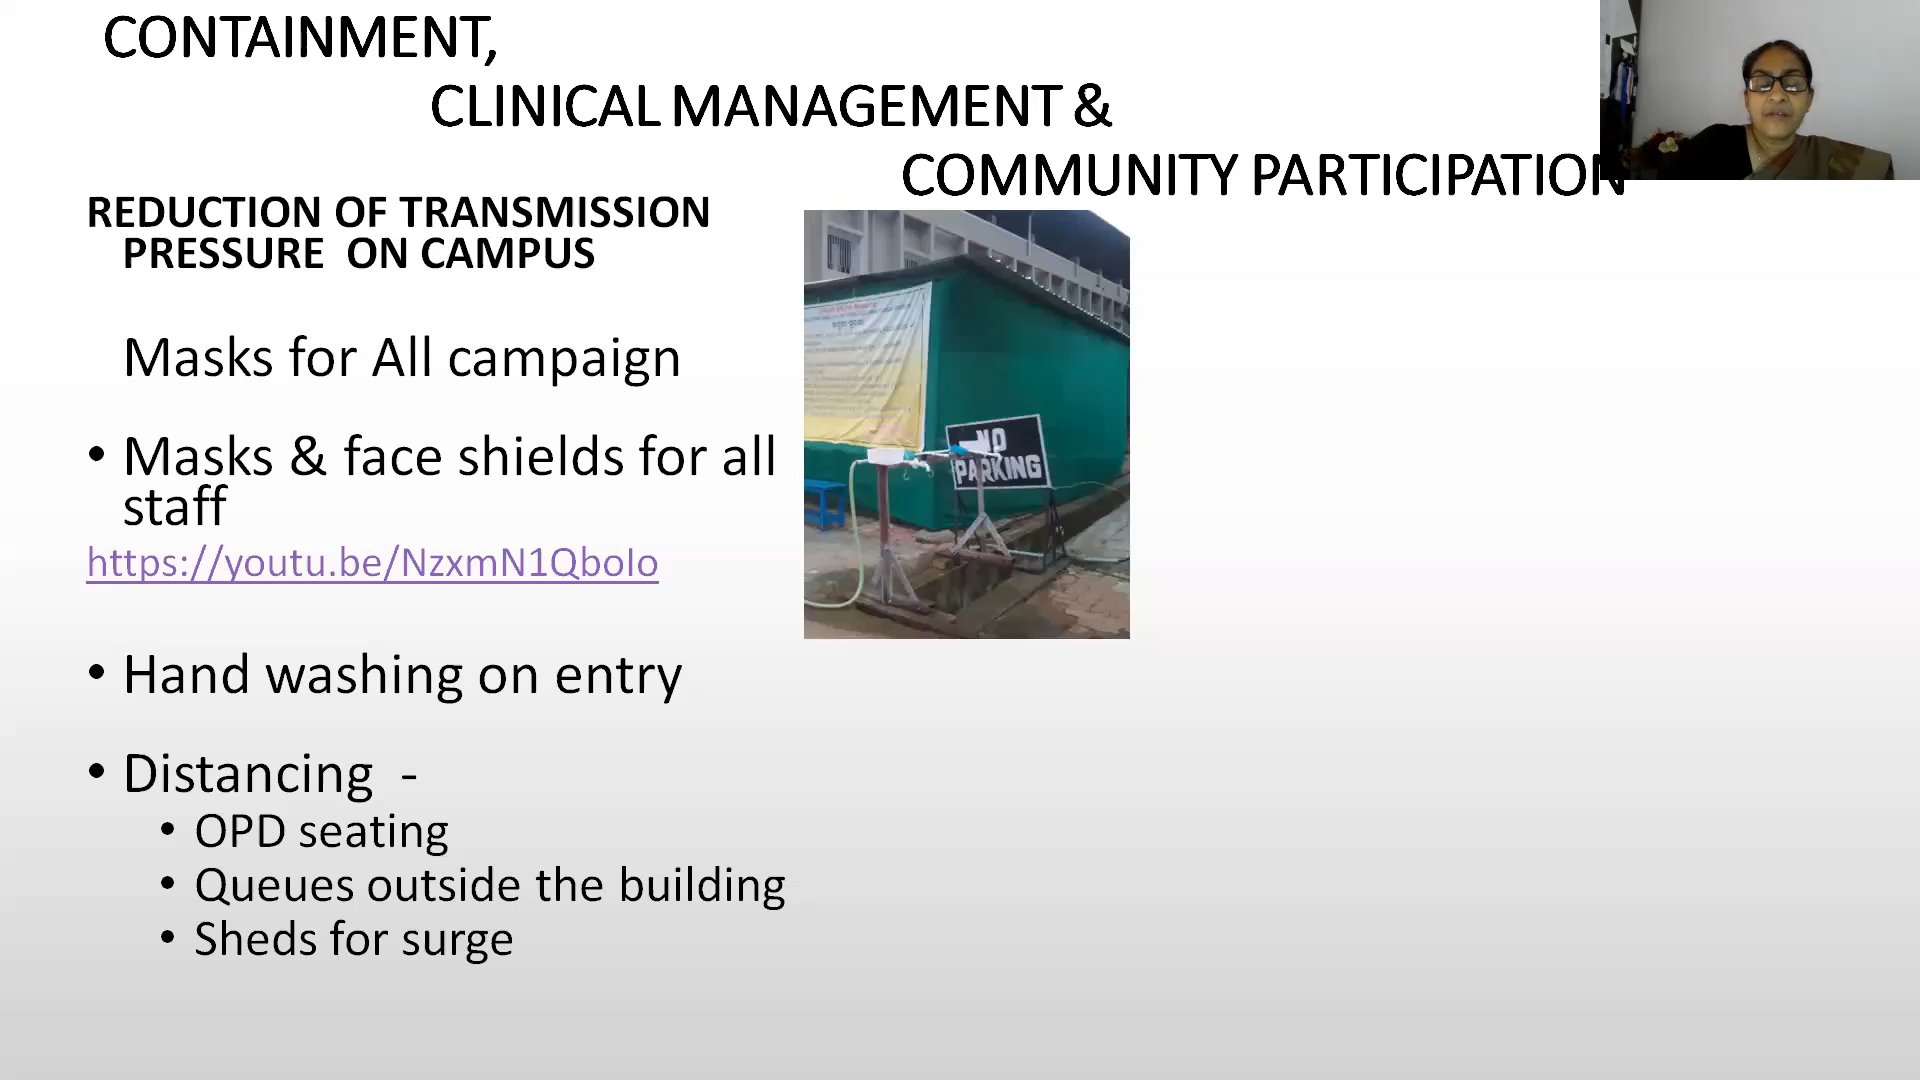 CONTAINMENT,
CLINICAL MANAGEMENT &
COMMUNITY PARTICIPATION
REDUCTION OF TRANSMISSION
PRESSURE ON CAMPUS
Masks for All campaign
• Masks & face shields for all
staff
https://youtu.be/NzxmN1QboIo
• Hand washing on entry
• Distancing -
• OPD seating
• Queues outside the building
• Sheds for surge
NO
PARKING